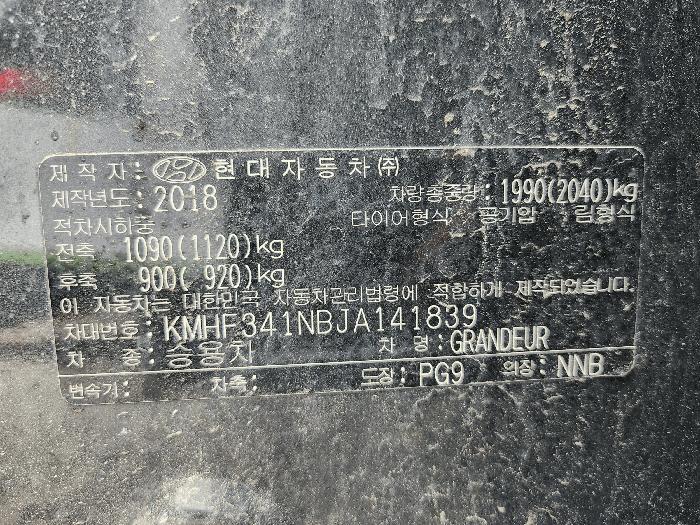 제 작 자 : HYUNDAI 현대자동차(주)
제작년도 : 2018 차량총중량 : 1990(2040)kg
적차시하중 타이어형식 공기압 림형식
전축 1090(1120)kg
후축 900( 920)kg
이 자동차는 대한민국 자동차관리법령에 적합하게 제작되었습니다.
차대번호 : KMHF341NBJA141839
차 종 : 승용차 차 명 : GRANDEUR
변속기 : 차축 : 도장 : PG9 의장 : NNB